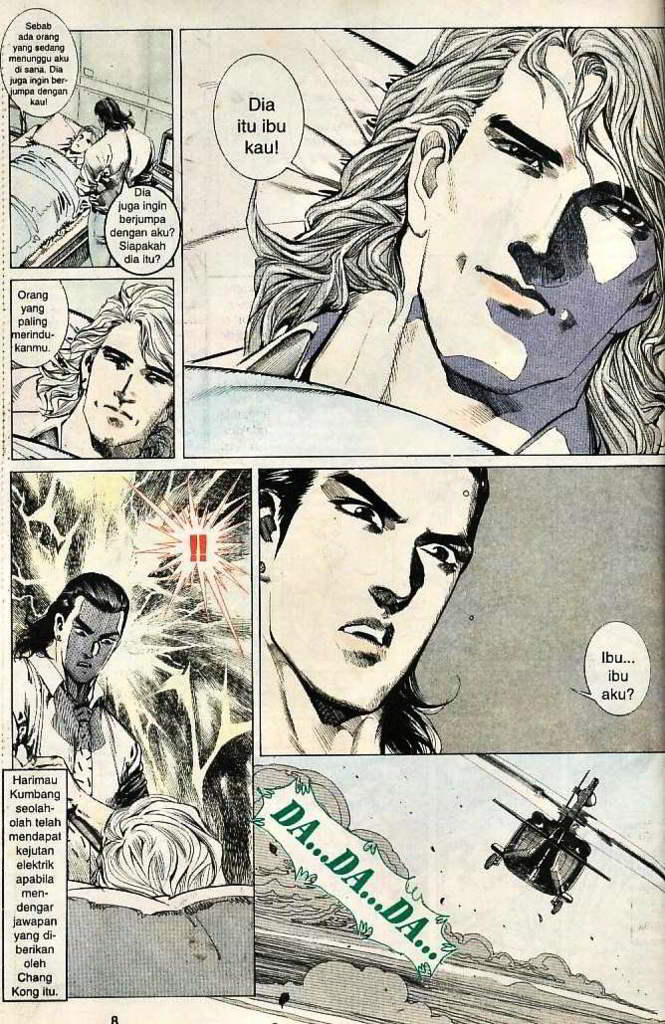 Sebab
ada orang
yang sedang
menunggu aku
di sana. Dia
juga ingin ber-
jumpa dengan
kau!
Dia
juga ingin
berjumpa
dengan aku?
Siapakah
dia itu?
Orang
yang
paling
merindu-
kanmu.
Dia
itu ibu
kau!
!!
Harimau
Kumbang
seolah-
olah telah
mendapat
kejutan
elektrik
apabila
men-
dengar
jawapan
yang di-
berikan
oleh
Chang
Kong itu.
Ibu...
ibu
aku?
DA...DA...DA...
8